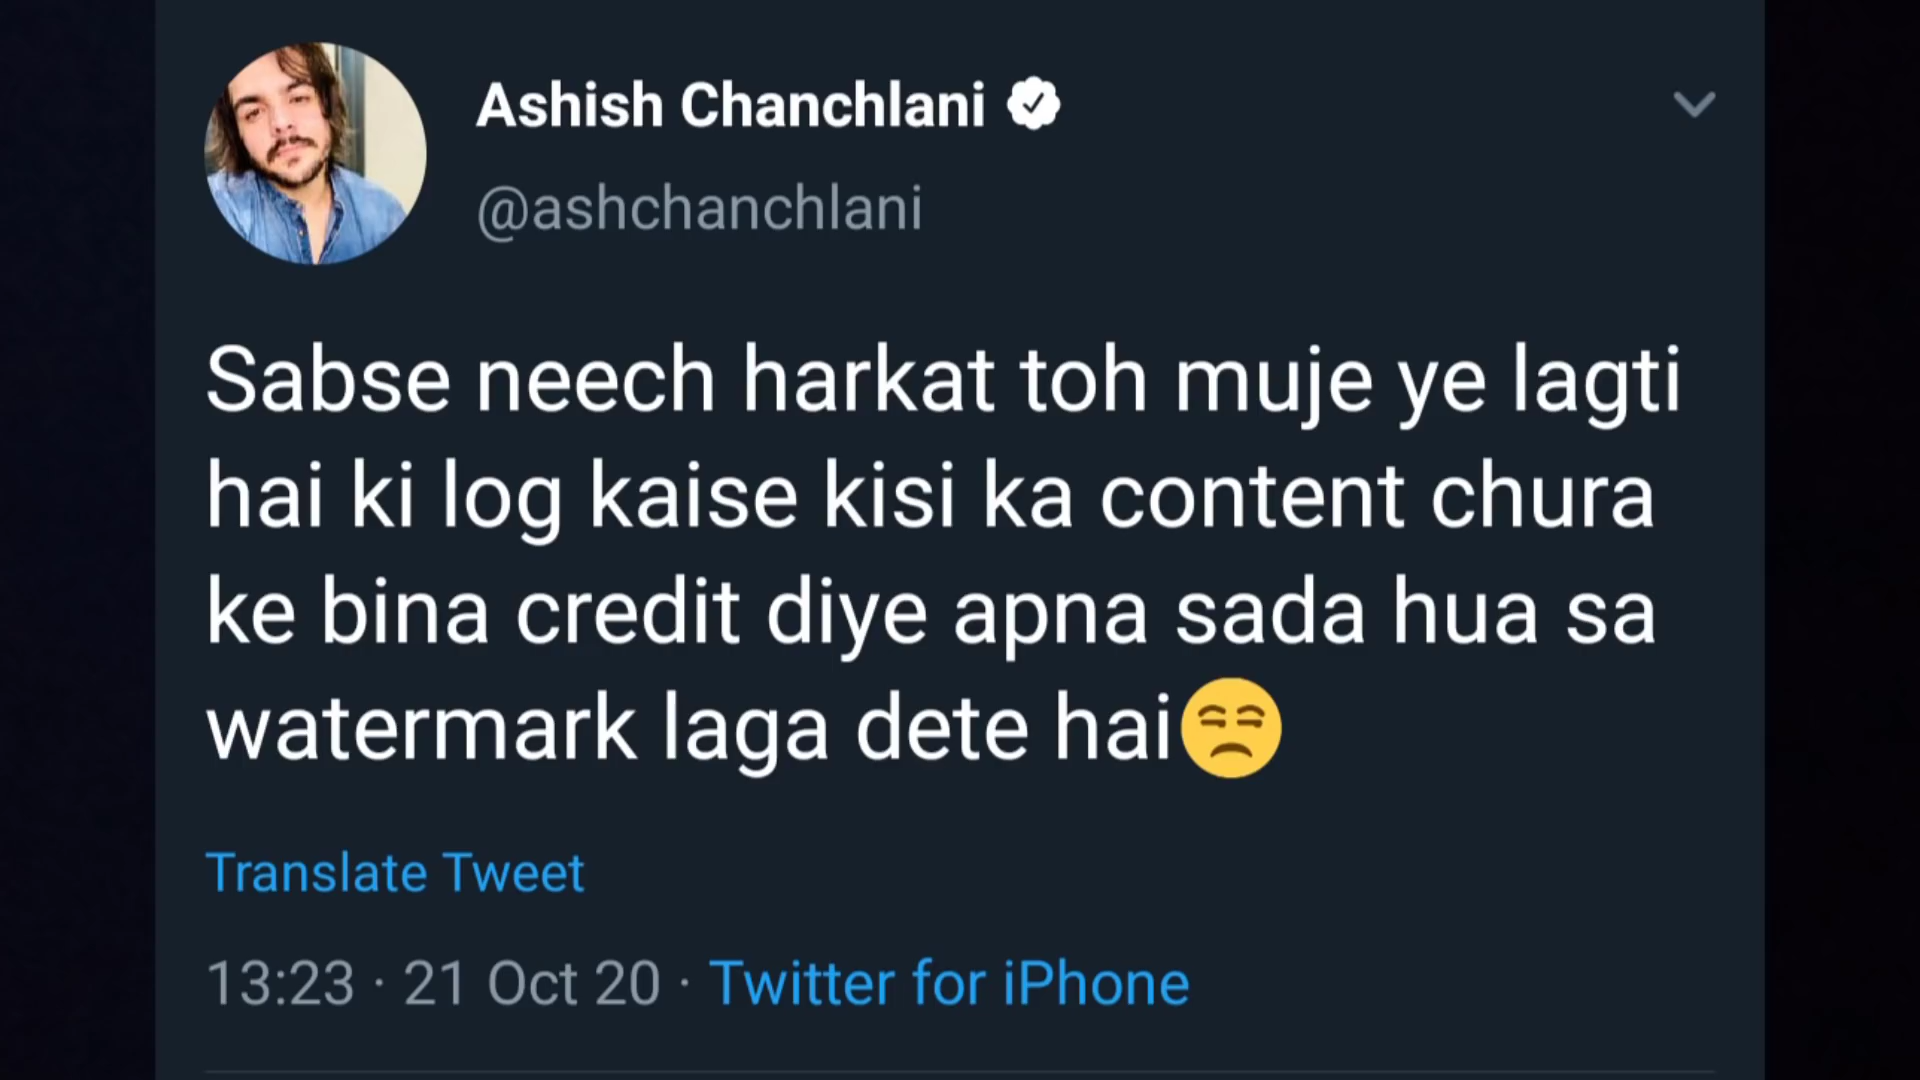 Ashish Chanchlani
@ashchanchlani
Sabse neech harkat toh muje ye lagti
hai ki log kaise kisi ka content chura
ke bina credit diye apna sada hua sa
watermark laga dete hai😒
Translate Tweet
13:23 · 21 Oct 20 · Twitter for iPhone